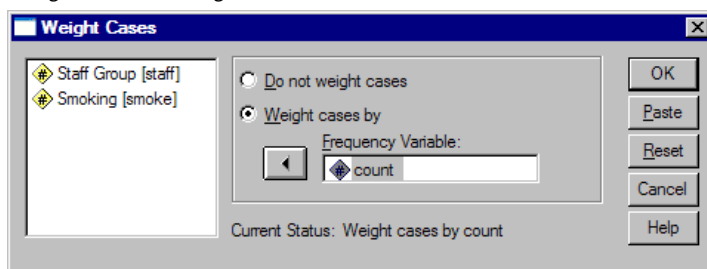 Weight Cases
Staff Group [staff]
Smoking [smoke]
Do not weight cases
Weight cases by
Frequency Variable:
count
Current Status: Weight cases by count
OK
Paste
Reset
Cancel
Help